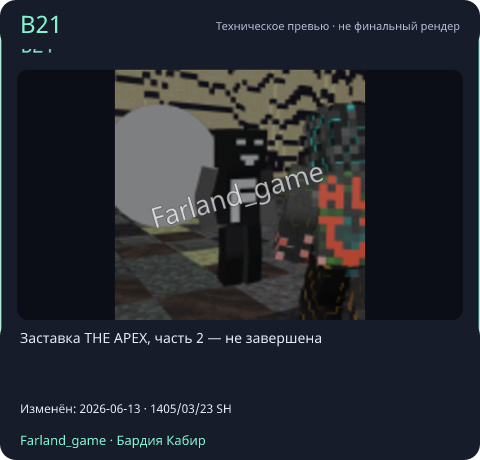 B21
Техническое превью · не финальный рендер
B21
Farland_game
Заставка THE APEX, часть 2 — не завершена
Изменён: 2026-06-13 · 1405/03/23 SH
Farland_game · Бардия Кабир